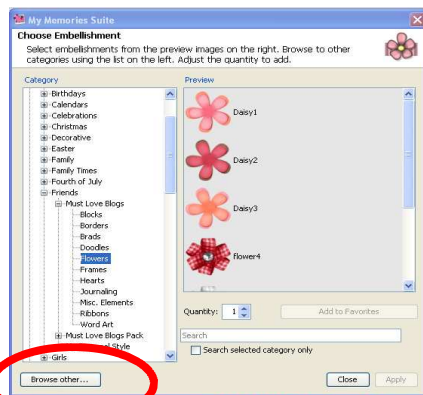 My Memories Suite
Choose Embellishment
Select embellishments from the preview images on the right. Browse to other
categories using the list on the left. Adjust the quantity to add.
Category
Birthdays
Calendars
Celebrations
Christmas
Decorative
Easter
Family
Family Times
Fourth of July
Friends
Must Love Blogs
Blocks
Borders
Brads
Doodles
Flowers
Frames
Hearts
Journaling
Misc. Elements
Ribbons
Word Art
Must Love Blogs Pack
Style
Girls
Preview
Daisy1
Daisy2
Daisy3
flower4
Quantity: 1
Add to Favorites
Search
Search selected category only
Browse other...
Close
Apply